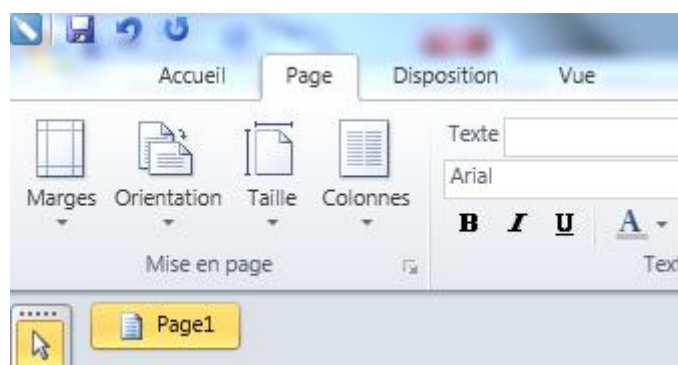 Accueil Page Disposition Vue
Texte
Arial
Marges Orientation Taille Colonnes
B I U A
Mise en page
Page1